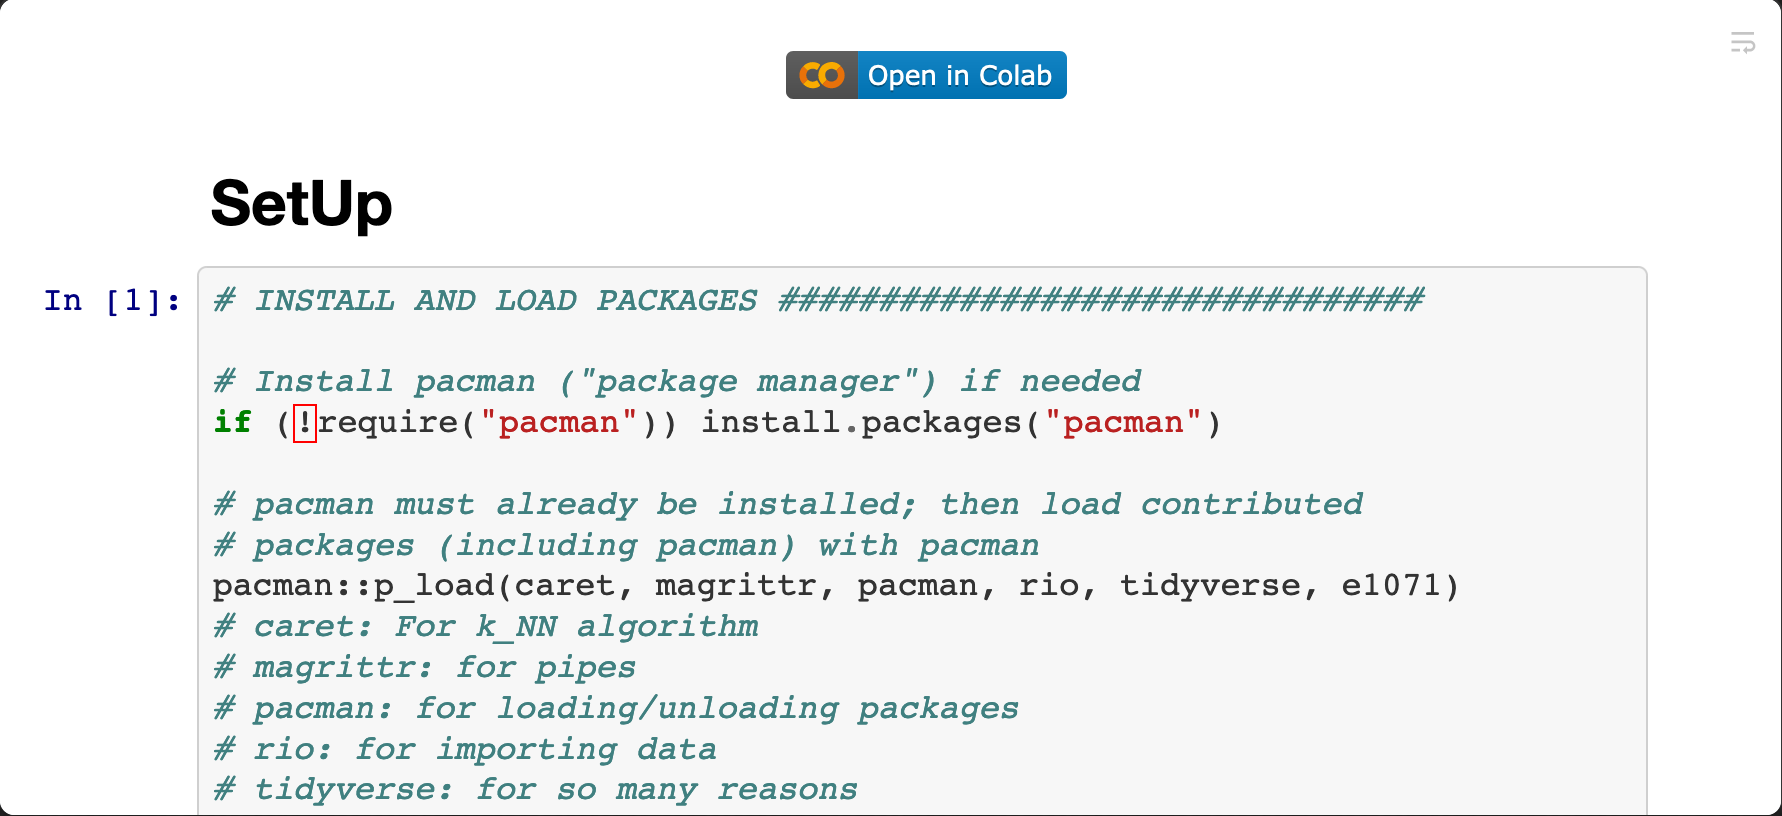 Open in Colab
SetUp
In [1]:
# INSTALL AND LOAD PACKAGES ################################
# Install pacman ("package manager") if needed
if (!require("pacman")) install.packages("pacman")
# pacman must already be installed; then load contributed
# packages (including pacman) with pacman
pacman::p_load(caret, magrittr, pacman, rio, tidyverse, e1071)
# caret: For k_NN algorithm
# magrittr: for pipes
# pacman: for loading/unloading packages
# rio: for importing data
# tidyverse: for so many reasons